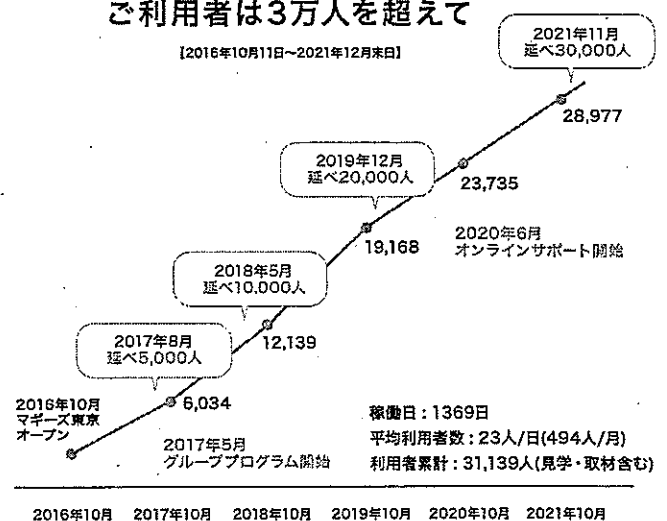 ご利用者は3万人を超えて
【2016年10月11日〜2021年12月末日】
2021年11月
延べ30,000人
28,977
2019年12月
延べ20,000人
23,735
19,168
2020年6月
オンラインサポート開始
2018年5月
延べ10,000人
12,139
2017年8月
延べ5,000人
6,034
2016年10月
マギーズ東京
オープン
2017年5月
グループプログラム開始
稼働日:1369日
平均利用者数:23人/日(494人/月)
利用者累計:31,139人(見学・取材含む)
2016年10月 2017年10月 2018年10月 2019年10月 2020年10月 2021年10月